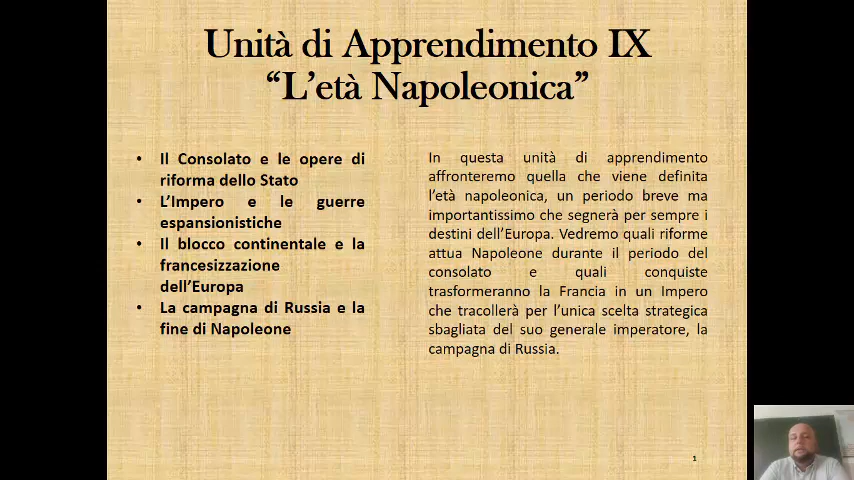 Unità di Apprendimento IX
“L’età Napoleonica”
• Il Consolato e le opere di
riforma dello Stato
• L’Impero e le guerre
espansionistiche
• Il blocco continentale e la
francesizzazione
dell’Europa
• La campagna di Russia e la
fine di Napoleone
In questa unità di apprendimento
affronteremo quella che viene definita
l’età napoleonica, un periodo breve ma
importantissimo che segnerà per sempre i
destini dell’Europa. Vedremo quali riforme
attua Napoleone durante il periodo del
consolato e quali conquiste
trasformeranno la Francia in un Impero
che tracollerà per l’unica scelta strategica
sbagliata del suo generale imperatore, la
campagna di Russia.
1